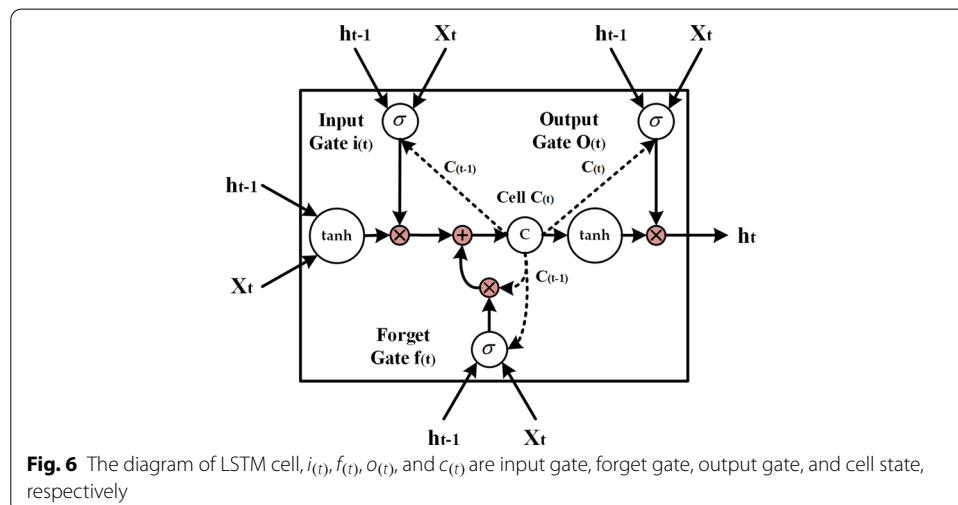 ht-1 Xt ht-1 Xt
Input
Gate i(t)
σ
Output
Gate O(t)
σ
C(t-1)
C(t)
Cell C(t)
ht-1
tanh
×
+
C
tanh
×
ht
Xt
×
C(t-1)
Forget
Gate f(t)
σ
ht-1 Xt
Fig. 6 The diagram of LSTM cell, i(t), f(t), o(t), and c(t) are input gate, forget gate, output gate, and cell state,
respectively